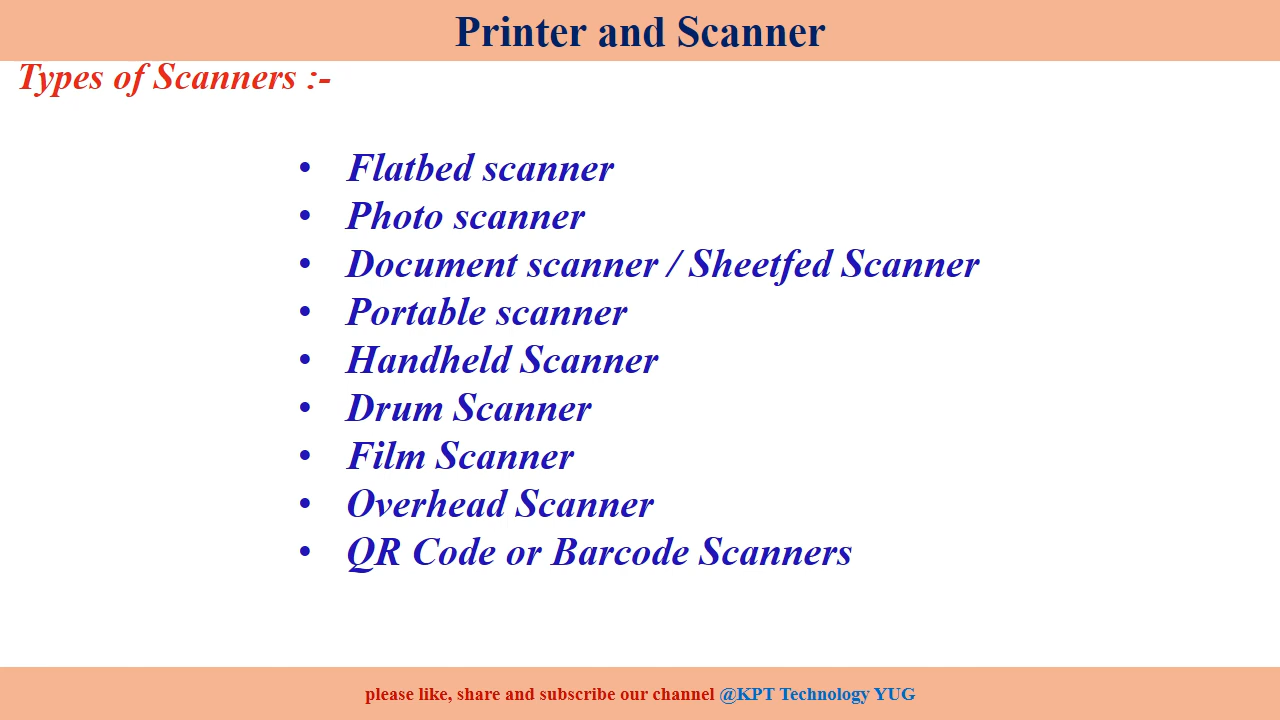 Printer and Scanner
Types of Scanners :-
• Flatbed scanner
• Photo scanner
• Document scanner / Sheetfed Scanner
• Portable scanner
• Handheld Scanner
• Drum Scanner
• Film Scanner
• Overhead Scanner
• QR Code or Barcode Scanners
please like, share and subscribe our channel @KPT Technology YUG